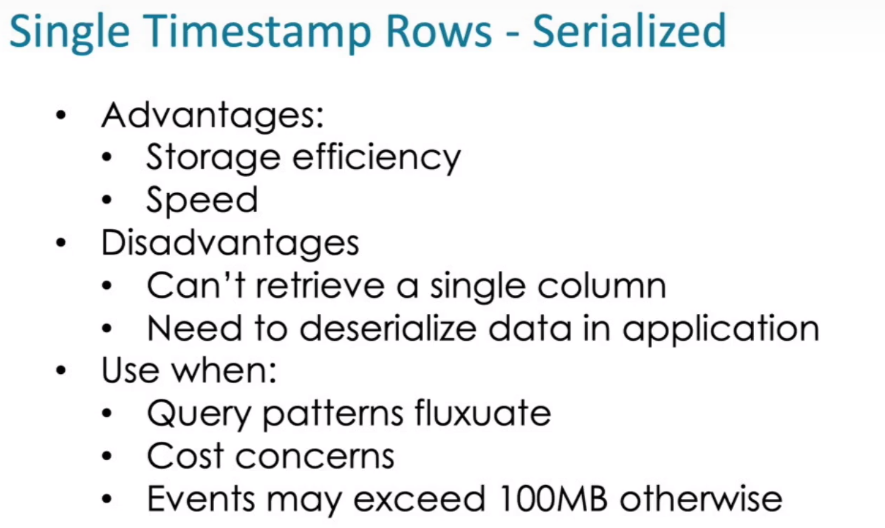 Single Timestamp Rows - Serialized
• Advantages:
• Storage efficiency
• Speed
• Disadvantages
• Can't retrieve a single column
• Need to deserialize data in application
• Use when:
• Query patterns fluxuate
• Cost concerns
• Events may exceed 100MB otherwise